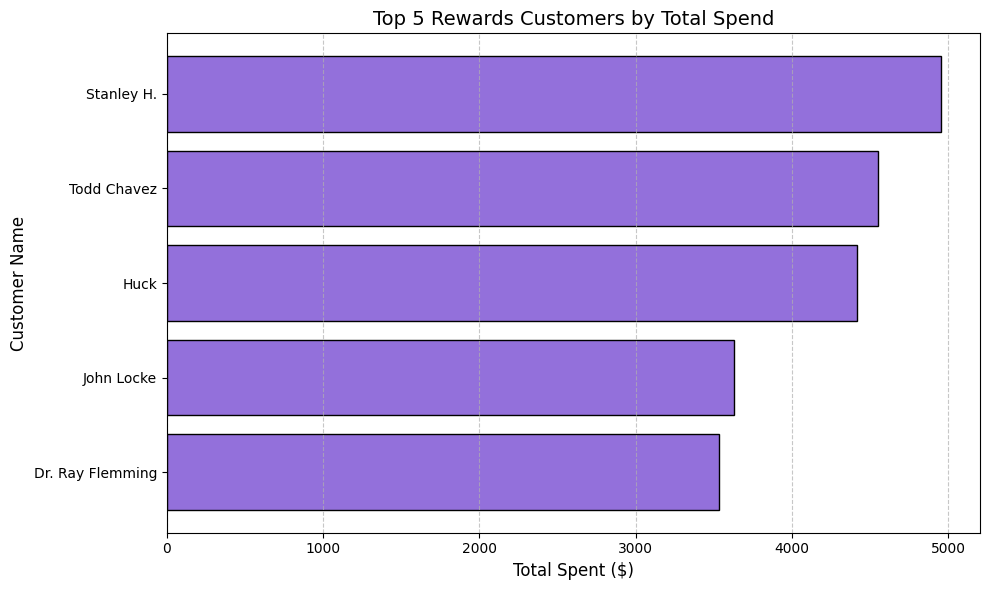 Top 5 Rewards Customers by Total Spend
Customer Name
Stanley H.
Todd Chavez
Huck
John Locke
Dr. Ray Flemming
0 1000 2000 3000 4000 5000
Total Spent ($)